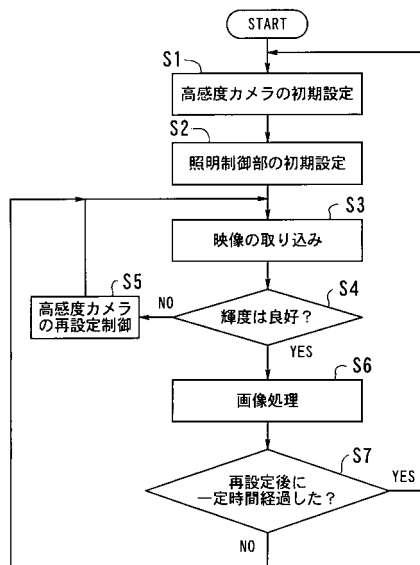 START
S1
高感度カメラの初期設定
S2
照明制御部の初期設定
S3
映像の取り込み
S4
輝度は良好?
NO
YES
S5
高感度カメラ
の再設定制御
S6
画像処理
S7
再設定後に
一定時間経過した?
YES
NO